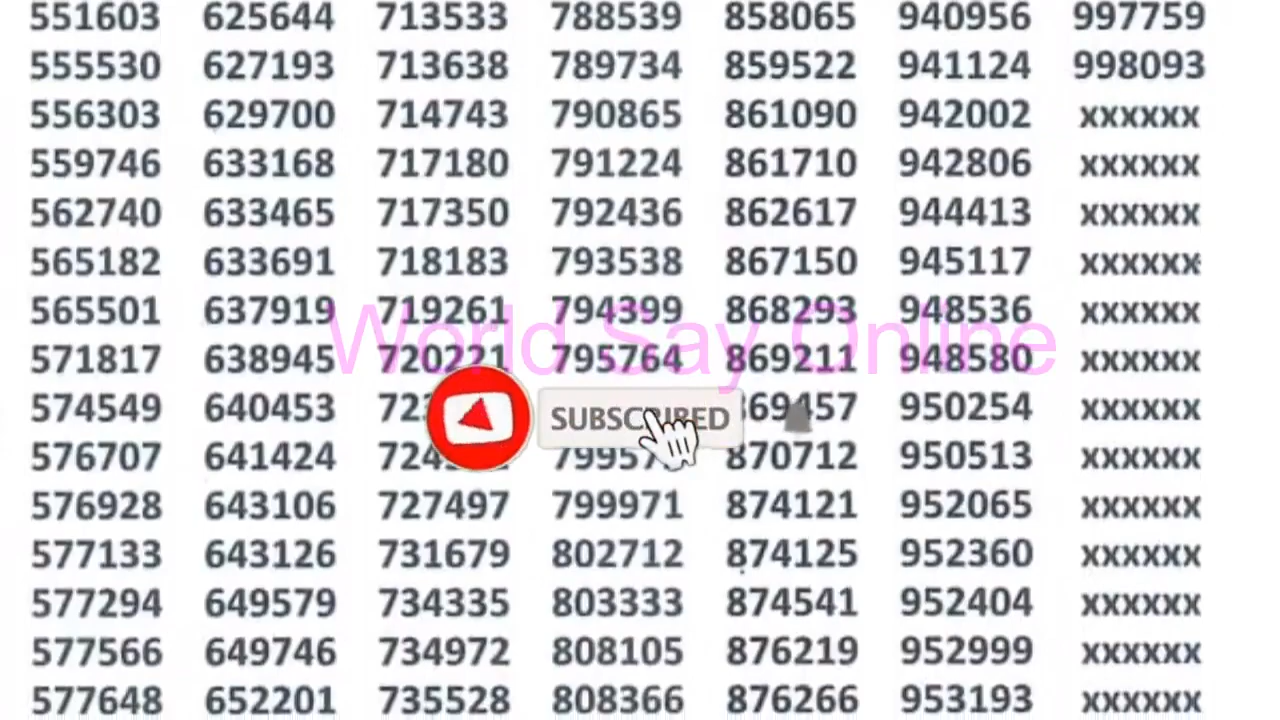 551603 625644 713533 788539 858065 940956 997759
555530 627193 713638 789734 859522 941124 998093
556303 629700 714743 790865 861090 942002 xxxxxx
559746 633168 717180 791224 861710 942806 xxxxxx
562740 633465 717350 792436 862617 944413 xxxxxx
565182 633691 718183 793538 867150 945117 xxxxxx
565501 637919 719261 794399 868293 948536 xxxxxx
World Say Online
571817 638945 720221 795764 869211 948580 xxxxxx
574549 640453 869457 950254 xxxxxx
SUBSCRIBED
576707 641424 870712 950513 xxxxxx
576928 643106 727497 799971 874121 952065 xxxxxx
577133 643126 731679 802712 874125 952360 xxxxxx
577294 649579 734335 803333 874541 952404 xxxxxx
577566 649746 734972 808105 876219 952999 xxxxxx
577648 652201 735528 808366 876266 953193 xxxxxx